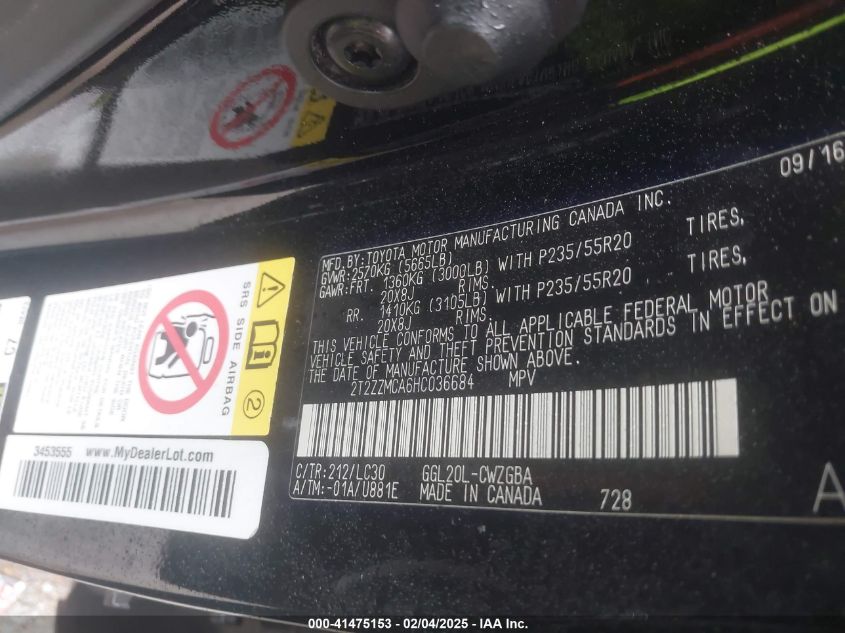 09/16
MFD.BY:TOYOTA MOTOR MANUFACTURING CANADA INC.
GVWR:2570KG (5665LB)
GAWR:FRT. 1360KG (3000LB) WITH P235/55R20 TIRES,
20X8J RIMS,
RR. 1410KG (3105LB) WITH P235/55R20 TIRES,
20X8J RIMS.
THIS VEHICLE CONFORMS TO ALL APPLICABLE FEDERAL MOTOR
VEHICLE SAFETY AND THEFT PREVENTION STANDARDS IN EFFECT ON
THE DATE OF MANUFACTURE SHOWN ABOVE.
2T2ZZMCA6HC036684 MPV
C/TR:212/LC30 GGL20L-CWZGBA
A/TM:-01A/U881E MADE IN CANADA 728
A
SRS SIDE AIRBAG
2
3453555 www.MyDealerLot.com
000-41475153 - 02/04/2025 - IAA Inc.